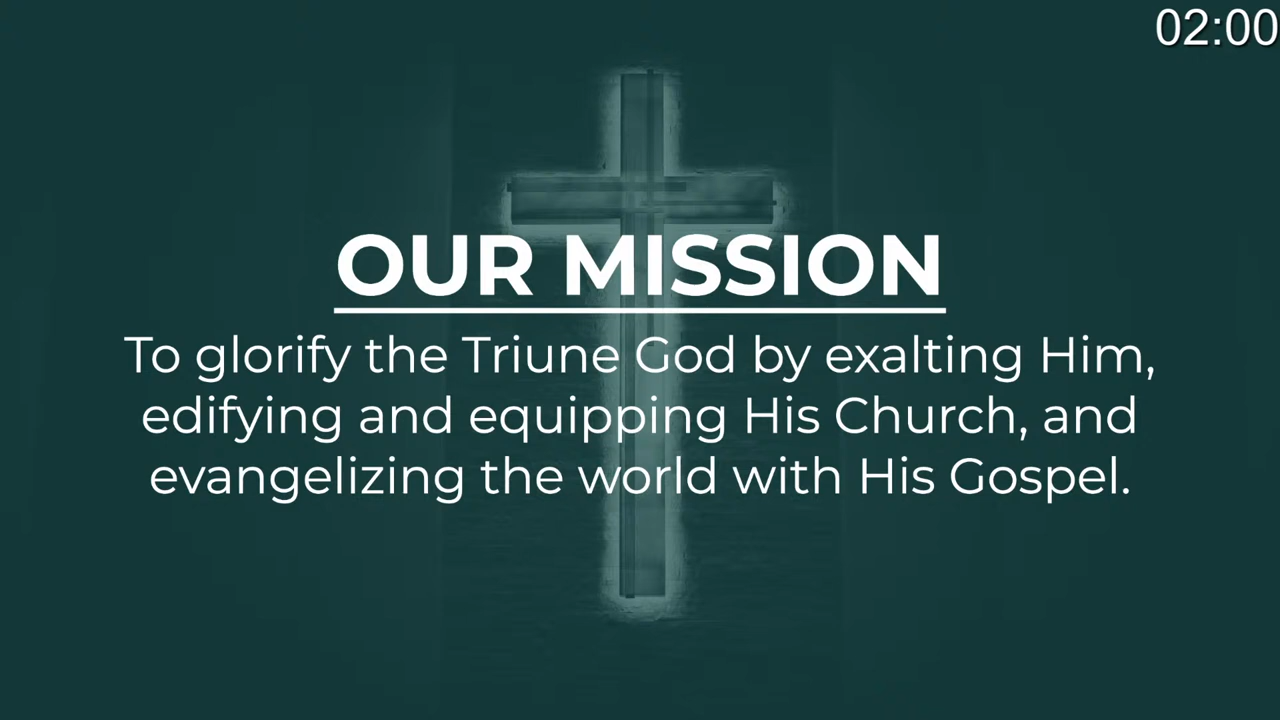 02:00
OUR MISSION
To glorify the Triune God by exalting Him,
edifying and equipping His Church, and
evangelizing the world with His Gospel.